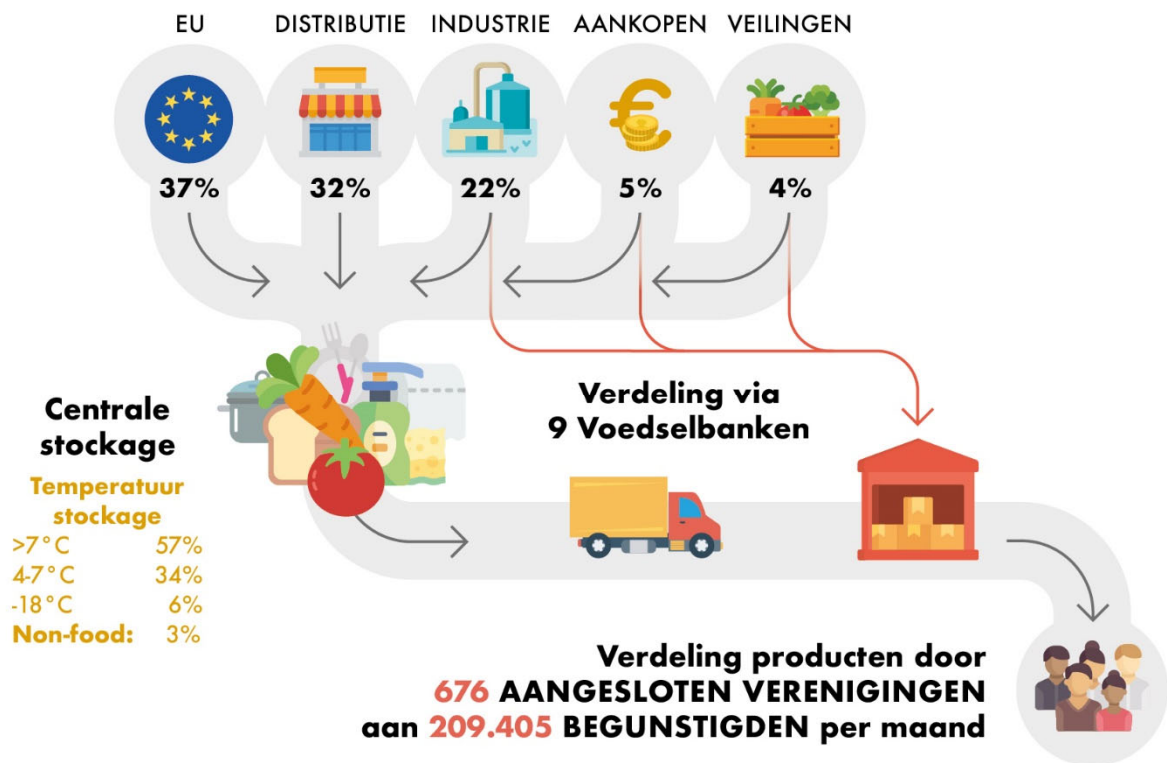 EU
DISTRIBUTIE
INDUSTRIE
AANKOPEN
VEILINGEN
37%
32%
22%
5%
4%
Centrale
stockage
Temperatuur
stockage
>7°C 57%
4-7°C 34%
-18°C 6%
Non-food: 3%
Verdeling via
9 Voedselbanken
Verdeling producten door
676 AANGESLOTEN VERENIGINGEN
aan 209.405 BEGUNSTIGDEN per maand